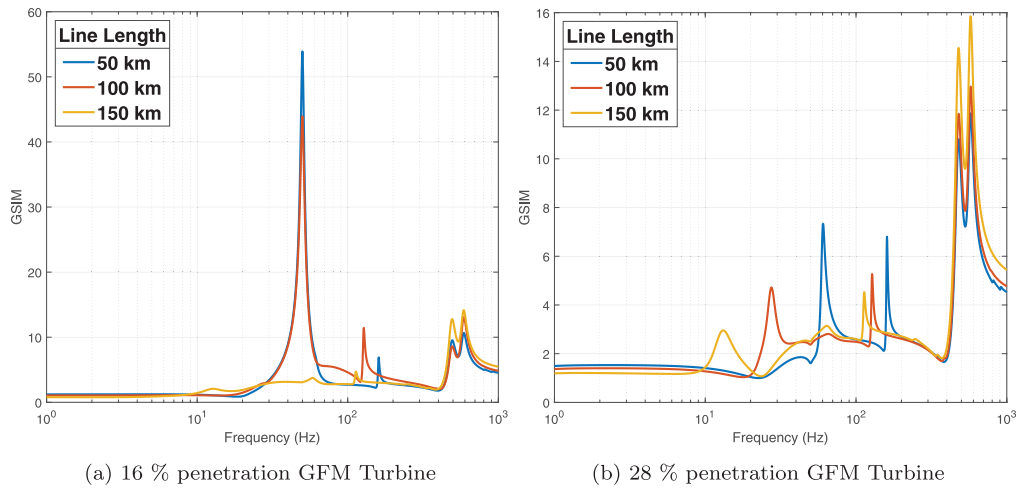 Line Length
50 km
100 km
150 km
60
50
40
30
20
10
0
GSIM
10^0
10^1
10^2
10^3
Frequency (Hz)
(a) 16 % penetration GFM Turbine
Line Length
50 km
100 km
150 km
16
14
12
10
8
6
4
2
0
GSIM
10^0
10^1
10^2
10^3
Frequency (Hz)
(b) 28 % penetration GFM Turbine